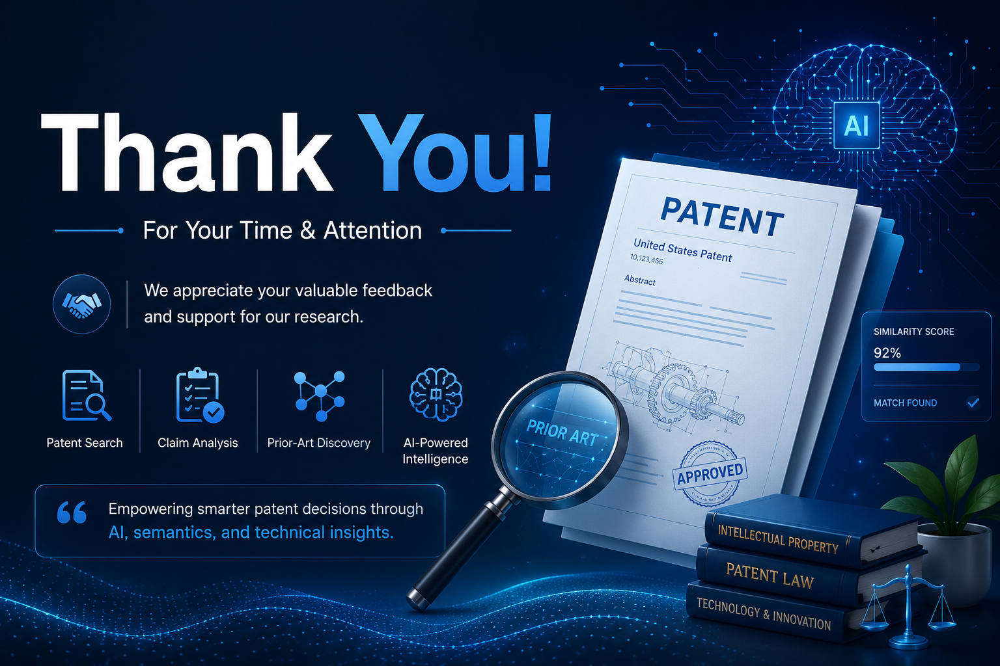 Thank You!
For Your Time & Attention
We appreciate your valuable feedback
and support for our research.
Patent Search
Claim Analysis
Prior-Art Discovery
AI-Powered
Intelligence
“
Empowering smarter patent decisions through
AI, semantics, and technical insights.
AI
PATENT
United States Patent
10,123,456
Abstract
PRIOR ART
APPROVED
SIMILARITY SCORE
92%
MATCH FOUND
INTELLECTUAL PROPERTY
PATENT LAW
TECHNOLOGY & INNOVATION